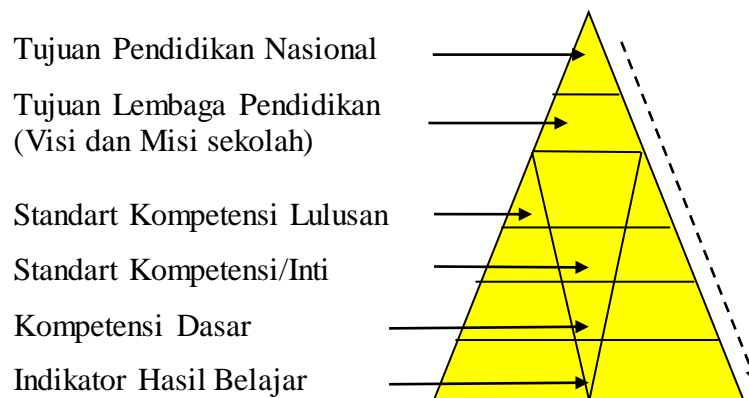 Tujuan Pendidikan Nasional
Tujuan Lembaga Pendidikan
(Visi dan Misi sekolah)
Standart Kompetensi Lulusan
Standart Kompetensi/Inti
Kompetensi Dasar
Indikator Hasil Belajar